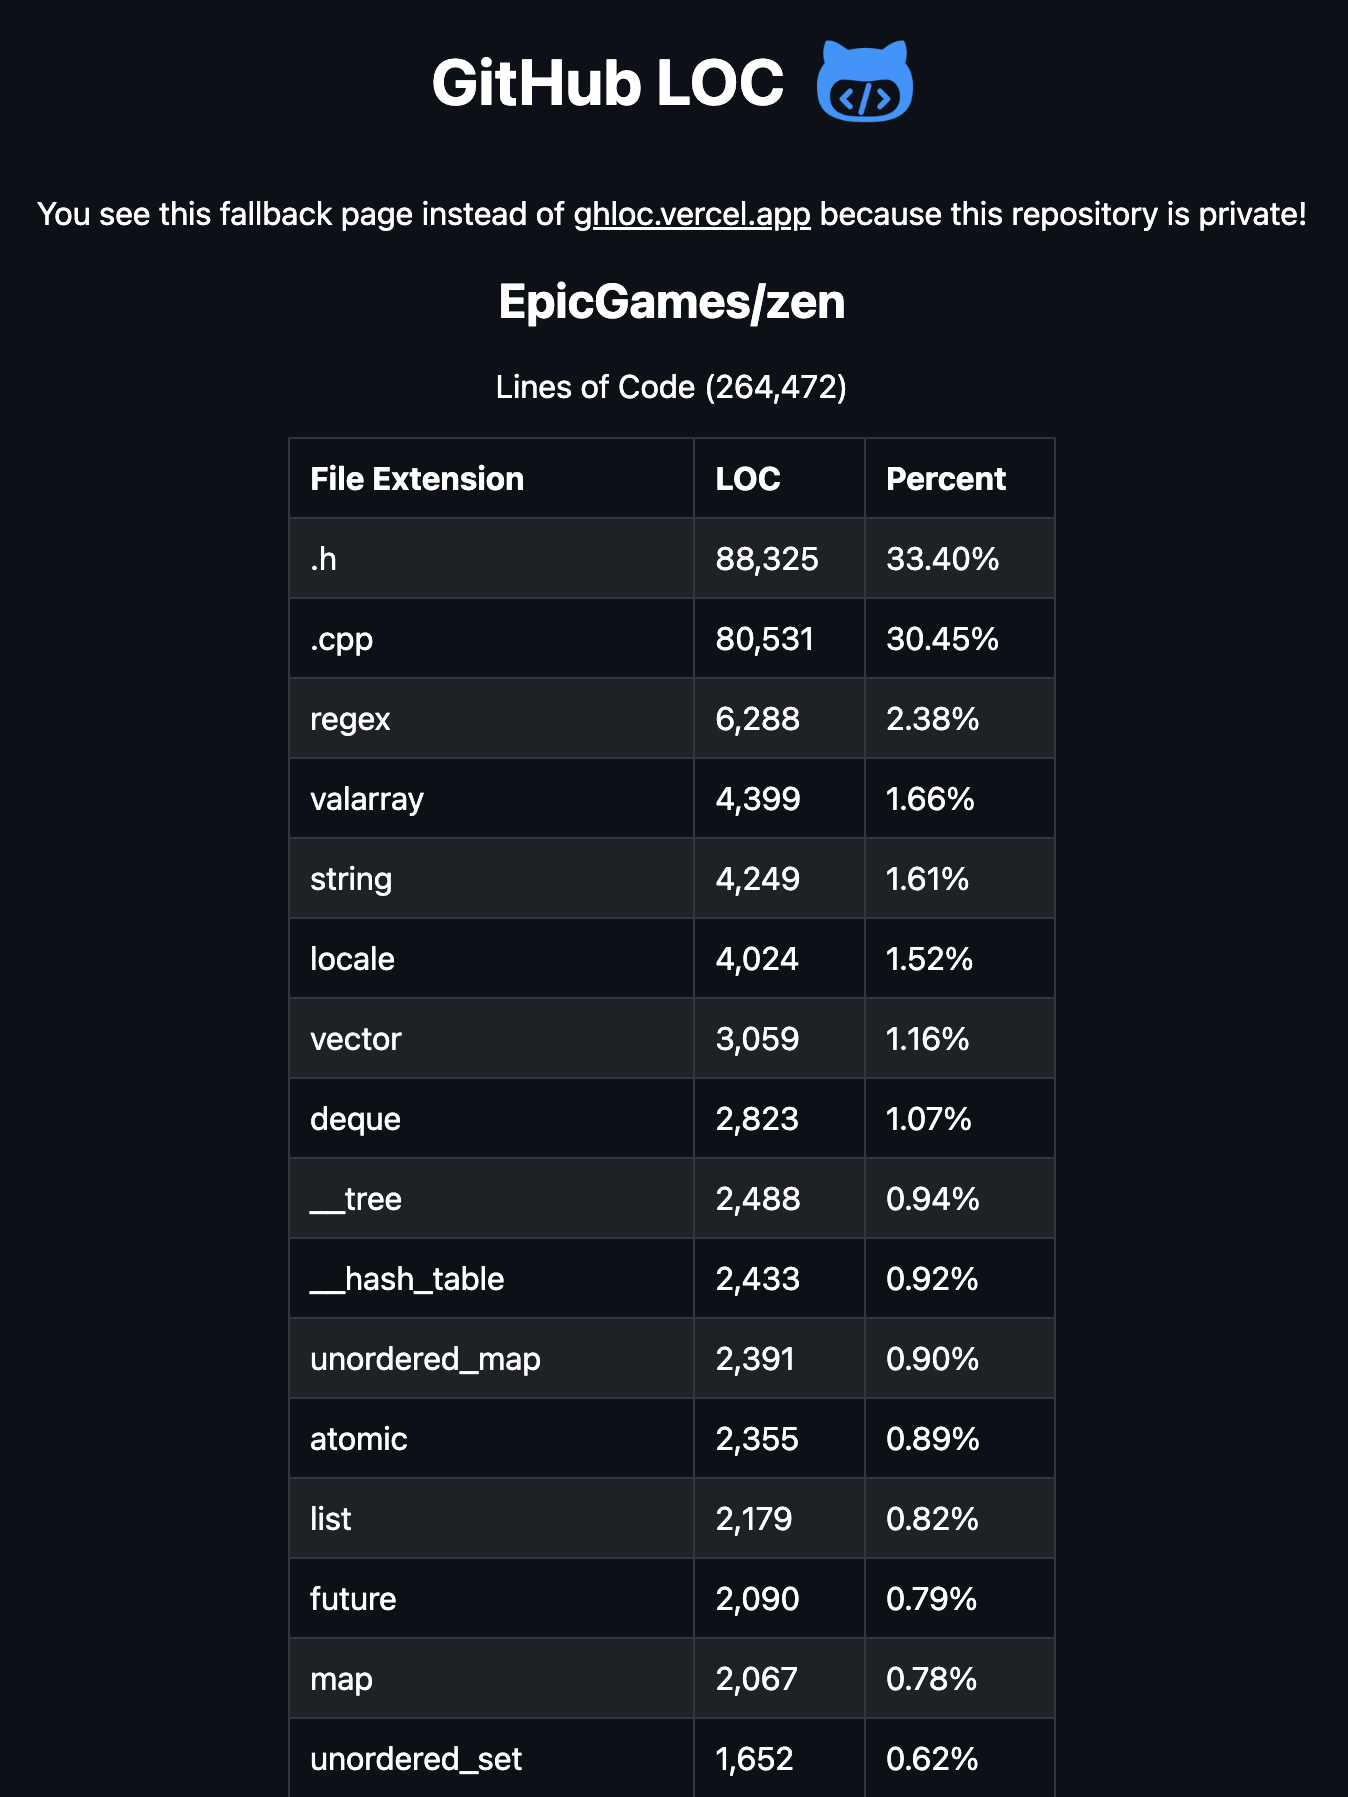 GitHub LOC
You see this fallback page instead of ghloc.vercel.app because this repository is private!
EpicGames/zen
Lines of Code (264,472)
File Extension LOC Percent
.h 88,325 33.40%
.cpp 80,531 30.45%
regex 6,288 2.38%
valarray 4,399 1.66%
string 4,249 1.61%
locale 4,024 1.52%
vector 3,059 1.16%
deque 2,823 1.07%
__tree 2,488 0.94%
__hash_table 2,433 0.92%
unordered_map 2,391 0.90%
atomic 2,355 0.89%
list 2,179 0.82%
future 2,090 0.79%
map 2,067 0.78%
unordered_set 1,652 0.62%